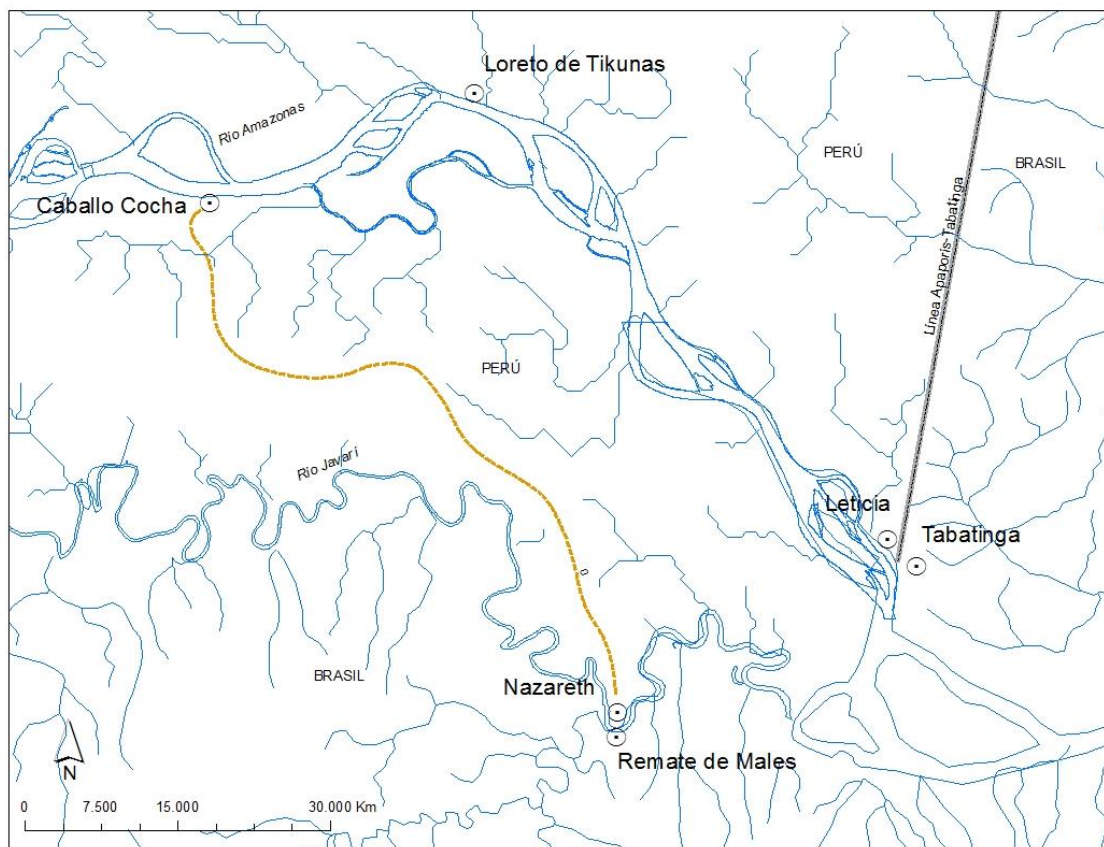 Loreto de Tikunas
Río Amazonas
PERÚ
BRASIL
Caballo Cocha
Línea Apaporis-Tabatinga
PERÚ
Río Javarí
Leticia
Tabatinga
BRASIL
Nazareth
Remate de Males
N
0 7.500 15.000 30.000 Km